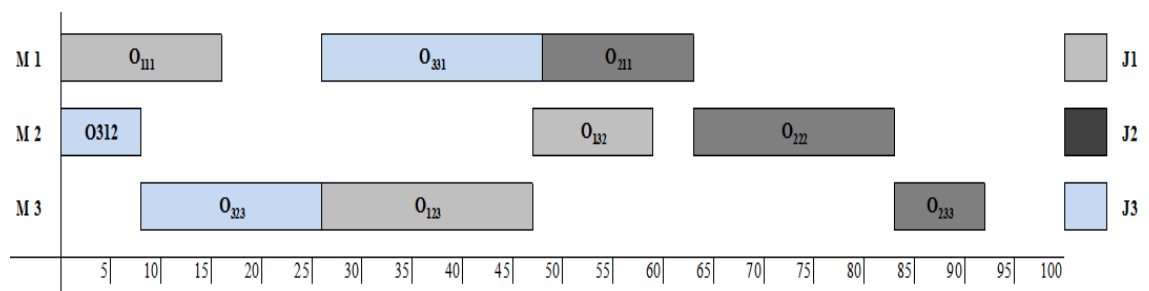 M 1 O₁₁₁ O₃₃₁ O₂₁₁ J1
M 2 O312 O₁₃₂ O₂₂₂ J2
M 3 O₃₂₃ O₁₂₃ O₂₃₃ J3
5 10 15 20 25 30 35 40 45 50 55 60 65 70 75 80 85 90 95 100